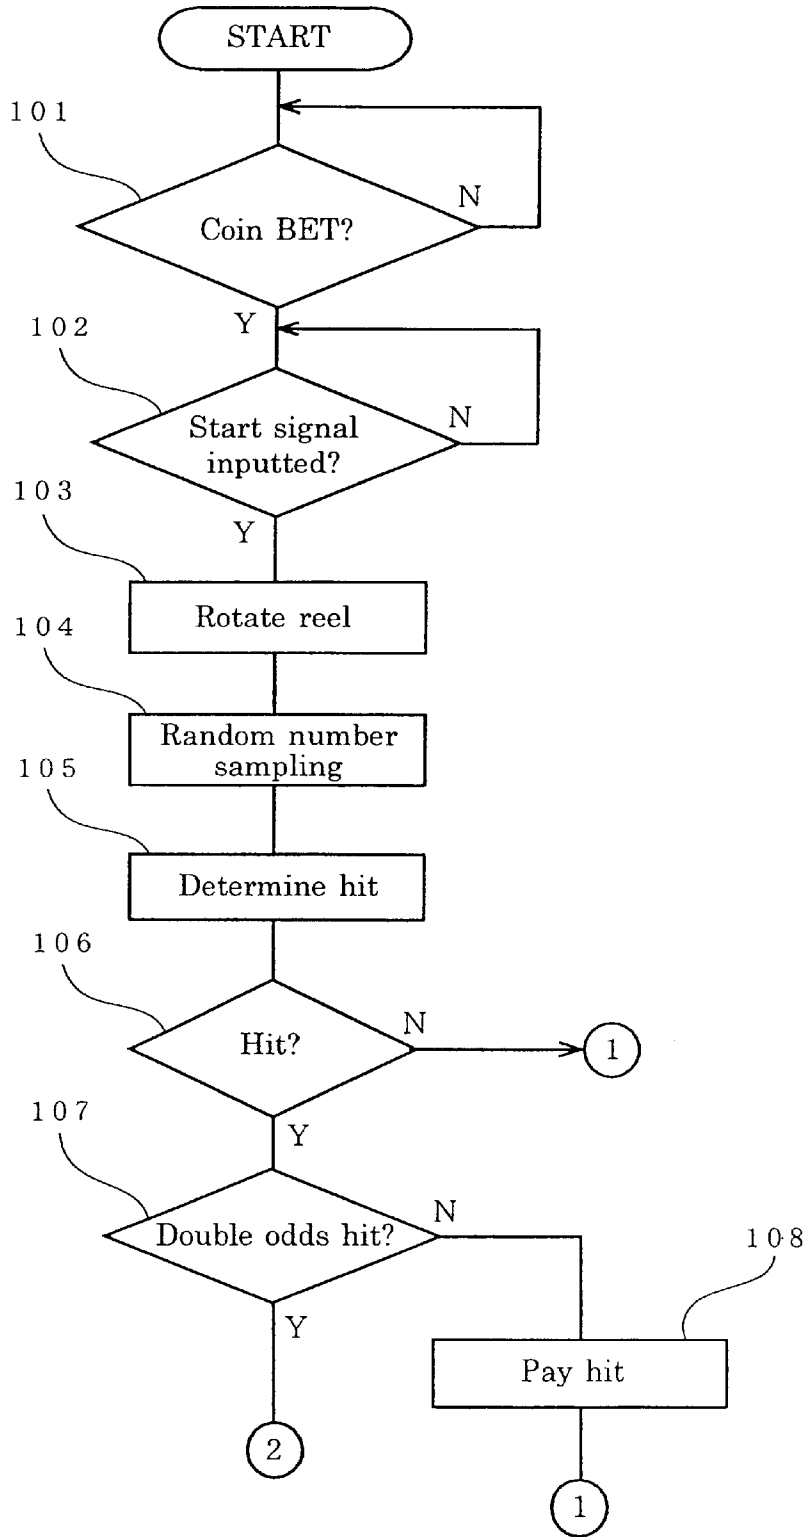 START
101
N
Coin BET?
Y
102
N
Start signal
inputted?
103
Y
Rotate reel
104
Random number
sampling
105
Determine hit
106
N
Hit?
1
107
Y
N
Double odds hit?
108
Y
Pay hit
2
1